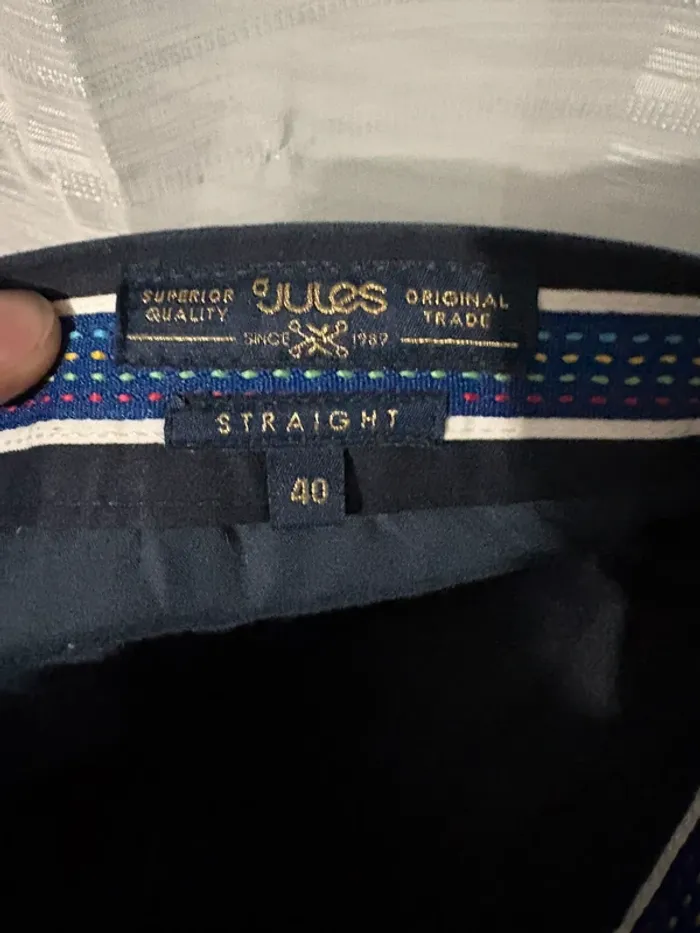 SUPERIOR QUALITY
JULES
ORIGINAL TRADE
SINCE 1987
STRAIGHT
40